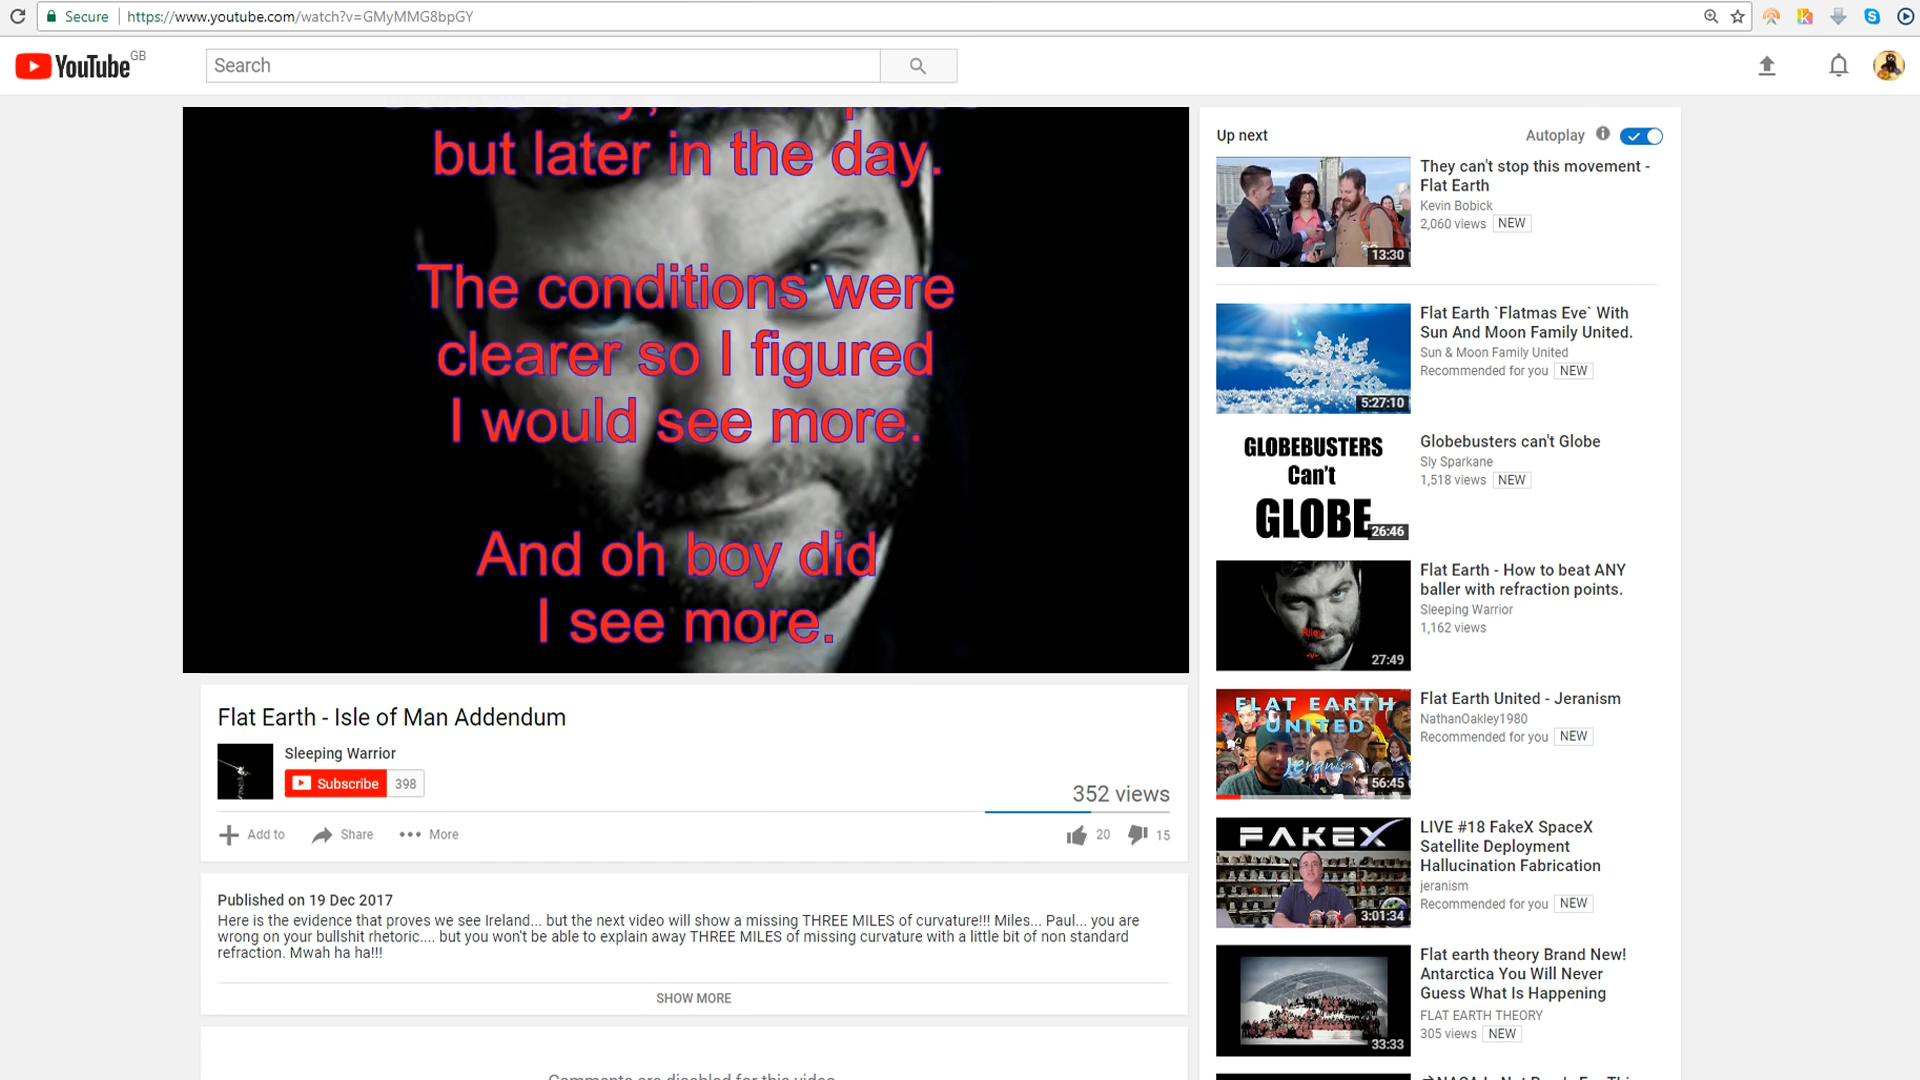 Secure https://www.youtube.com/watch?v=GMyMMG8bpGY
YouTube GB
Search
but later in the day.
The conditions were
clearer so I figured
I would see more.
And oh boy did
I see more.
Flat Earth - Isle of Man Addendum
Sleeping Warrior
Subscribe 398
352 views
Add to Share More 20 15
Published on 19 Dec 2017
Here is the evidence that proves we see Ireland... but the next video will show a missing THREE MILES of curvature!!! Miles... Paul... you are
wrong on your bullshit rhetoric.... but you won't be able to explain away THREE MILES of missing curvature with a little bit of non standard
refraction. Mwah ha ha!!!
SHOW MORE
Comments are disabled for this video.
Up next Autoplay
13:30
They can't stop this movement -
Flat Earth
Kevin Bobick
2,060 views NEW
5:27:10
Flat Earth `Flatmas Eve` With
Sun And Moon Family United.
Sun & Moon Family United
Recommended for you NEW
GLOBEBUSTERS
Can't
GLOBE
26:46
Globebusters can't Globe
Sly Sparkane
1,518 views NEW
Riley
27:49
Flat Earth - How to beat ANY
baller with refraction points.
Sleeping Warrior
1,162 views
FLAT EARTH
UNITED
Jeranism
56:45
Flat Earth United - Jeranism
NathanOakley1980
Recommended for you NEW
FAKEX
3:01:34
LIVE #18 FakeX SpaceX
Satellite Deployment
Hallucination Fabrication
jeranism
Recommended for you NEW
33:33
Flat earth theory Brand New!
Antarctica You Will Never
Guess What Is Happening
FLAT EARTH THEORY
305 views NEW